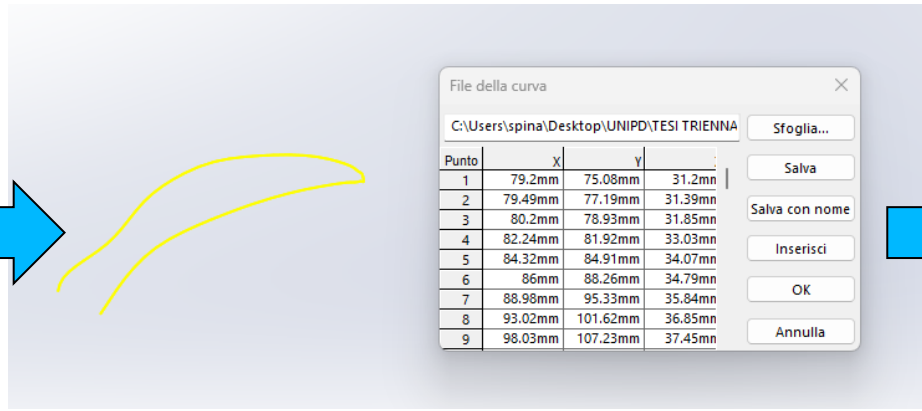 File della curva
C:\Users\spina\Desktop\UNIPD\TESI TRIENNA
Sfoglia...
Punto X Y
1 79.2mm 75.08mm 31.2mm
2 79.49mm 77.19mm 31.39mm
3 80.2mm 78.93mm 31.85mm
4 82.24mm 81.92mm 33.03mm
5 84.32mm 84.91mm 34.07mm
6 86mm 88.26mm 34.79mm
7 88.98mm 95.33mm 35.84mm
8 93.02mm 101.62mm 36.85mm
9 98.03mm 107.23mm 37.45mm
Salva
Salva con nome
Inserisci
OK
Annulla